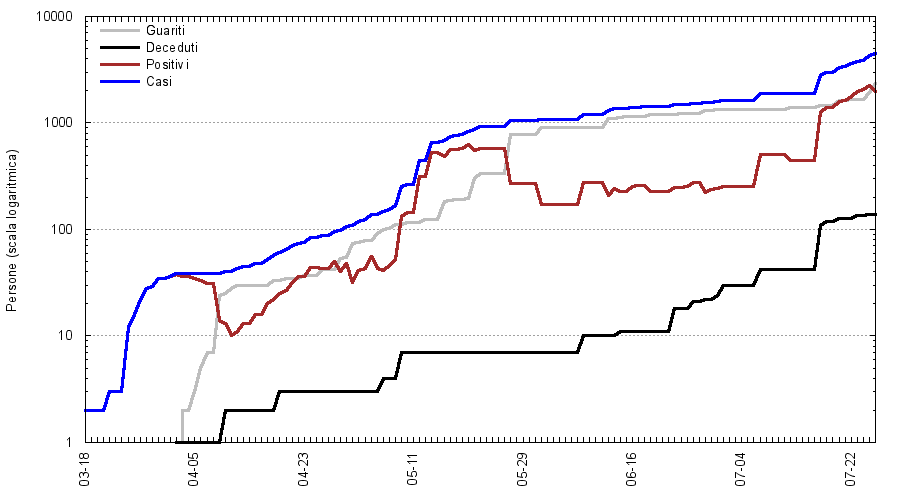 10000
Guariti
Deceduti
Positivi
Casi
1000
Persone (scala logaritmica)
100
10
1
03-18
04-05
04-23
05-11
05-29
06-16
07-04
07-22